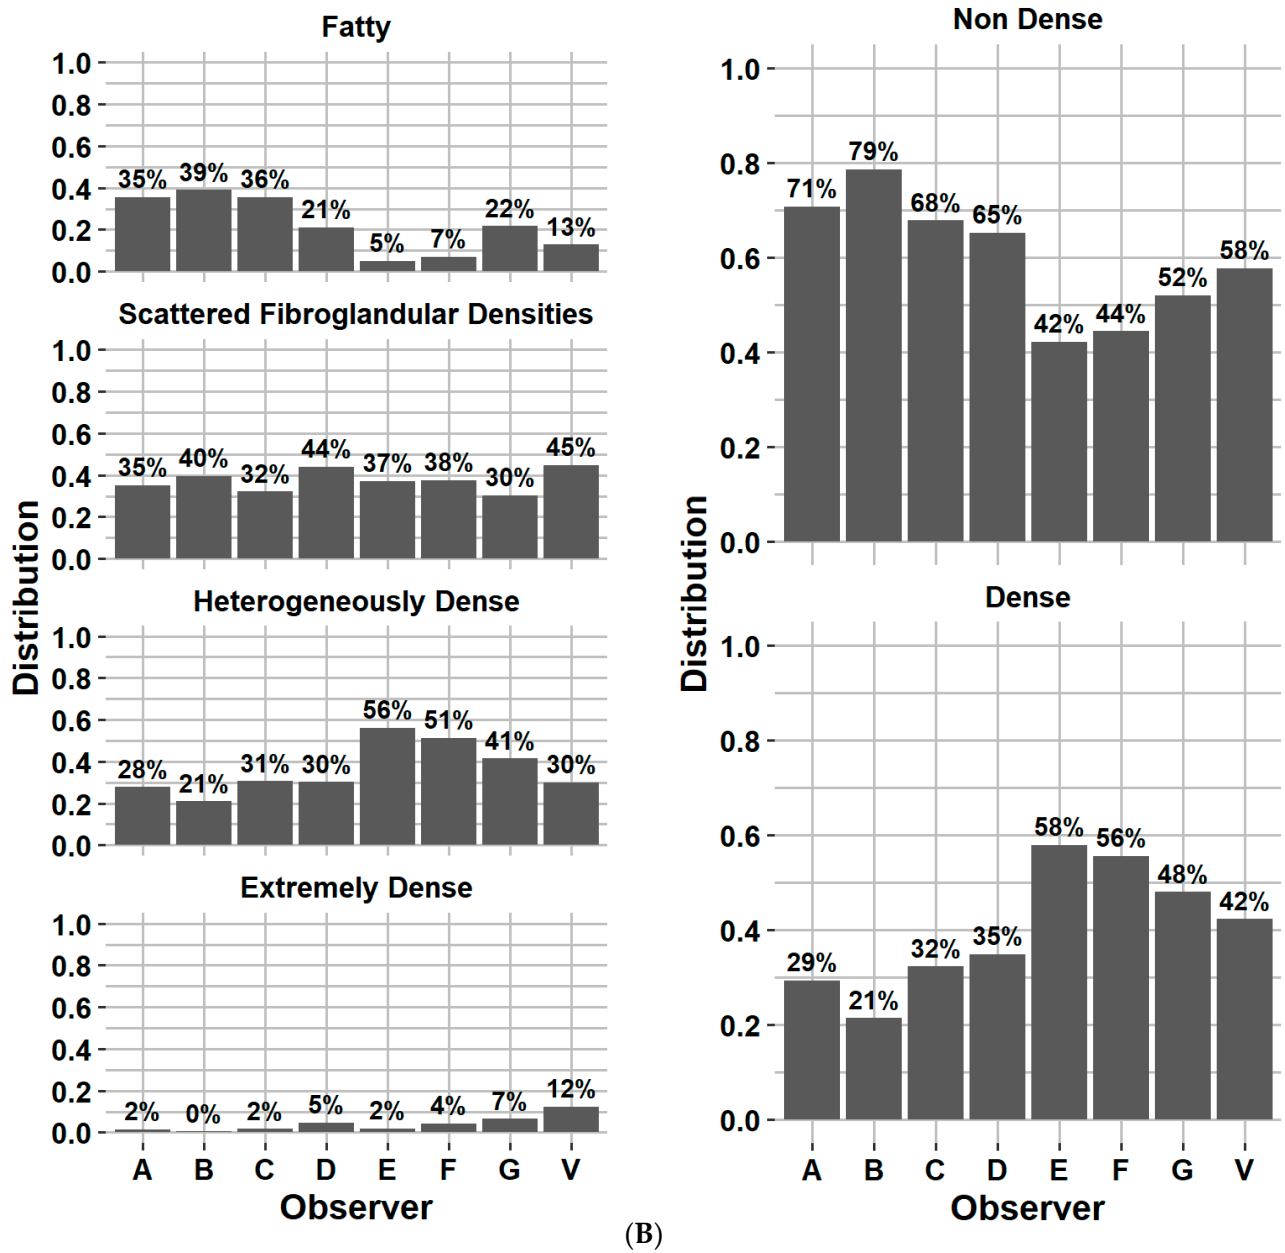 Fatty
1.0
0.8
0.6
0.4
0.2
0.0
35% 39% 36% 21% 5% 7% 22% 13%
Scattered Fibroglandular Densities
1.0
0.8
0.6
0.4
0.2
0.0
35% 40% 32% 44% 37% 38% 30% 45%
Heterogeneously Dense
1.0
0.8
0.6
0.4
0.2
0.0
28% 21% 31% 30% 56% 51% 41% 30%
Extremely Dense
1.0
0.8
0.6
0.4
0.2
0.0
2% 0% 2% 5% 2% 4% 7% 12%
A B C D E F G V
Observer
Distribution
Non Dense
1.0
0.8
0.6
0.4
0.2
0.0
71% 79% 68% 65% 42% 44% 52% 58%
Dense
1.0
0.8
0.6
0.4
0.2
0.0
29% 21% 32% 35% 58% 56% 48% 42%
A B C D E F G V
Observer
Distribution
(B)